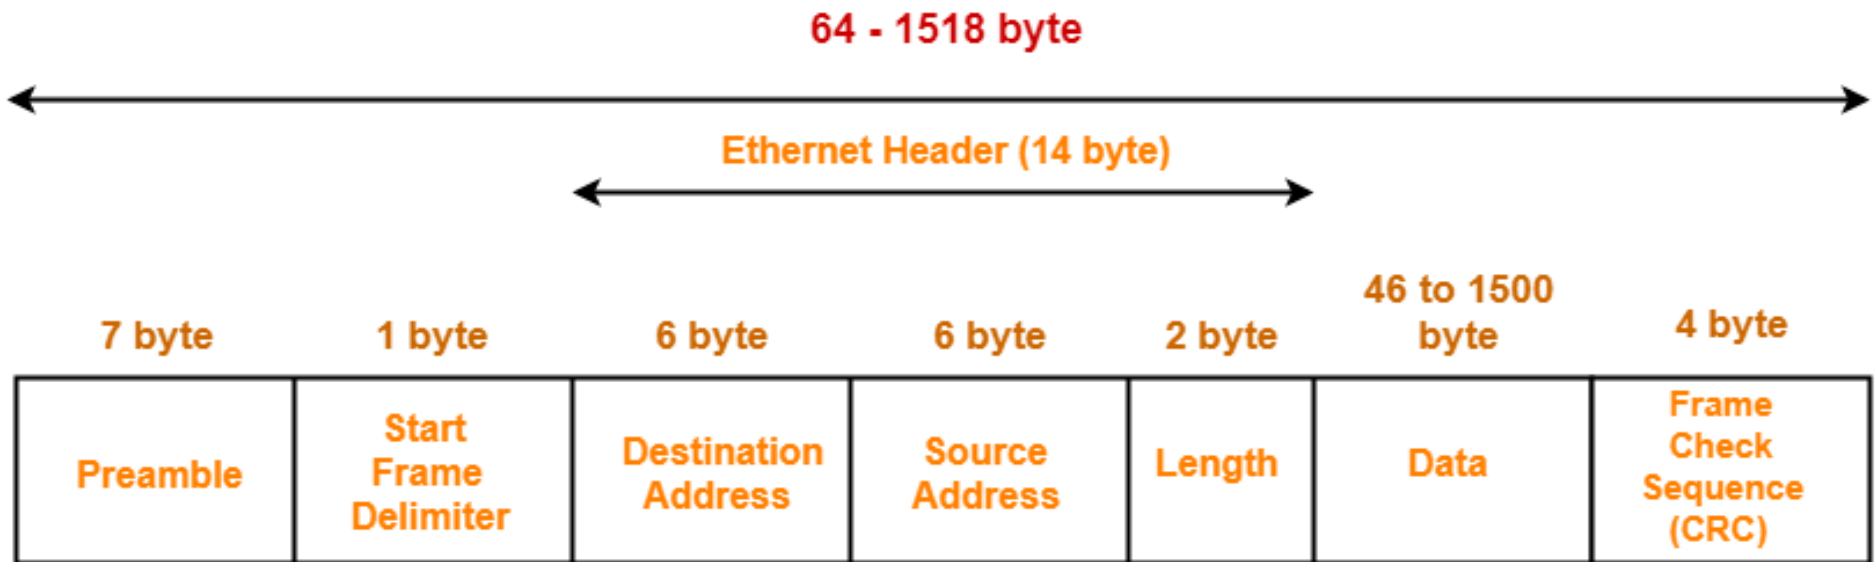 64 - 1518 byte
Ethernet Header (14 byte)
7 byte
1 byte
6 byte
6 byte
2 byte
46 to 1500
byte
4 byte
Preamble
Start
Frame
Delimiter
Destination
Address
Source
Address
Length
Data
Frame
Check
Sequence
(CRC)